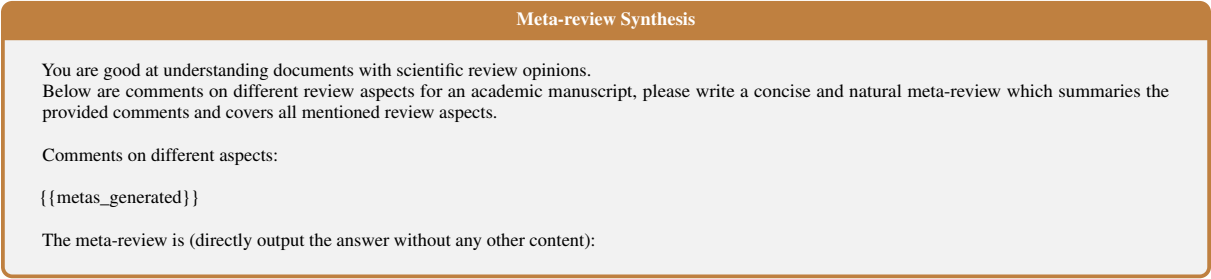 Meta-review Synthesis
You are good at understanding documents with scientific review opinions.
Below are comments on different review aspects for an academic manuscript, please write a concise and natural meta-review which summaries the
provided comments and covers all mentioned review aspects.
Comments on different aspects:
{{metas_generated}}
The meta-review is (directly output the answer without any other content):